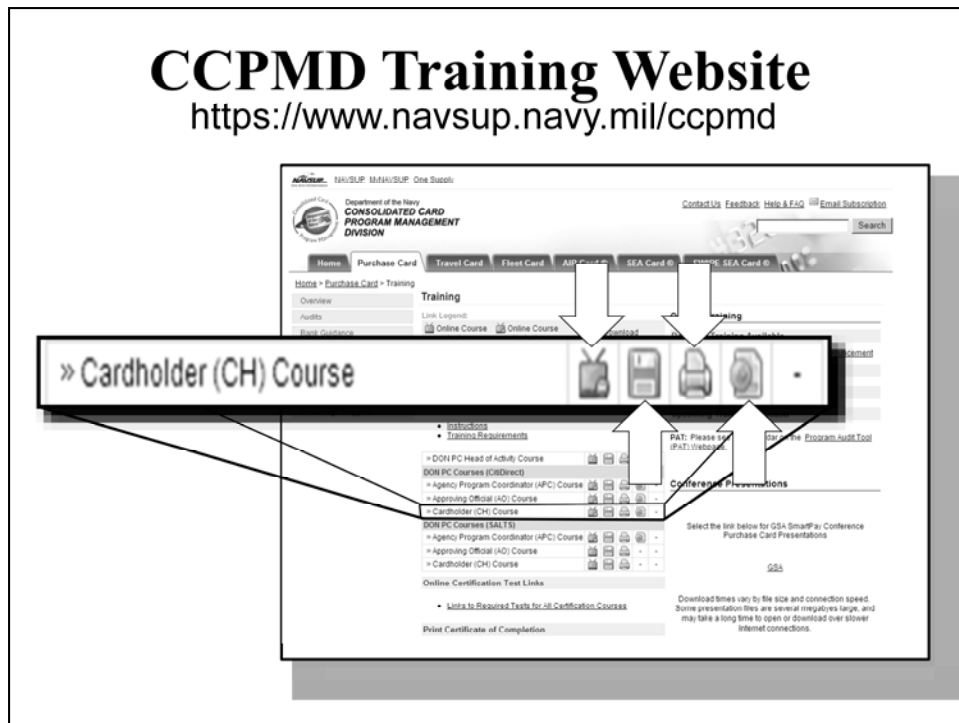 CCPMD Training Website
https://www.navsup.navy.mil/ccpmd
NAVSUP MyNAVSUP One Supply
Department of the Navy
CONSOLIDATED CARD
PROGRAM MANAGEMENT
DIVISION
Contact Us Feedback Help & FAQ Email Subscription
Search
Home Purchase Card Travel Card Fleet Card AIR Card ® SEA Card ® SWIPE SEA Card ®
Home > Purchase Card > Training
Overview
Audits
Bank Guidance
Training
Link Legend:
Online Course Online Course
» Cardholder (CH) Course -
• Instructions
• Training Requirements
» DON PC Head of Activity Course
DON PC Courses (CitiDirect)
» Agency Program Coordinator (APC) Course -
» Approving Official (AO) Course -
» Cardholder (CH) Course -
DON PC Courses (SALTS)
» Agency Program Coordinator (APC) Course -
» Approving Official (AO) Course - -
» Cardholder (CH) Course - -
Online Certification Test Links
• Links to Required Tests for All Certification Courses
Print Certificate of Completion
PAT: Please the Program Audit Tool
(PAT) Webpage
Conference Presentations
Select the link below for GSA SmartPay Conference
Purchase Card Presentations
GSA
Download times vary by file size and connection speed.
Some presentation files are several megabytes large, and
may take a long time to open or download over slower
Internet connections.